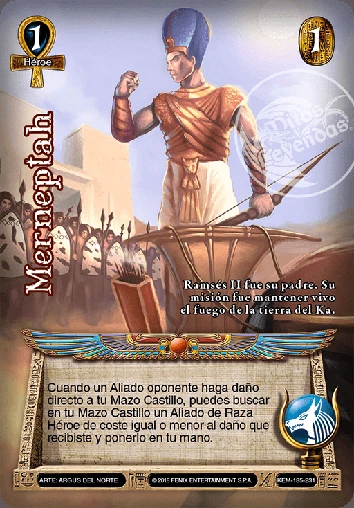 1
Héroe
1
Mitos
Leyendas
Merneptah
Ramsés II fue su padre. Su
misión fue mantener vivo
el fuego de la tierra del Ka.
Cuando un Aliado oponente haga daño
directo a tu Mazo Castillo, puedes buscar
en tu Mazo Castillo un Aliado de Raza
Héroe de coste igual o menor al daño que
recibiste y ponerlo en tu mano.
ARTE: ARGUS DEL NORTE
© 2015 FENIX ENTERTAINMENT S.P.A.
KEM-185-231